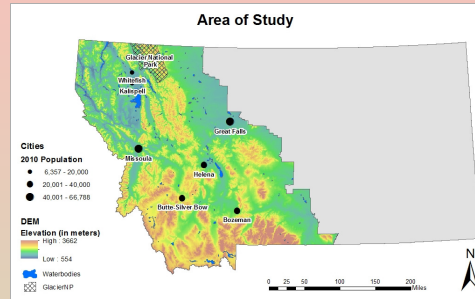 Area of Study
Glacier National
Park
Whitefish
Kalispell
Great Falls
Missoula
Helena
Butte-Silver Bow
Bozeman
Cities
2010 Population
6,357 - 20,000
20,001 - 40,000
40,001 - 66,788
DEM
Elevation (in meters)
High : 3662
Low : 554
Waterbodies
GlacierNP
N
0 25 50 100 150 200
Miles